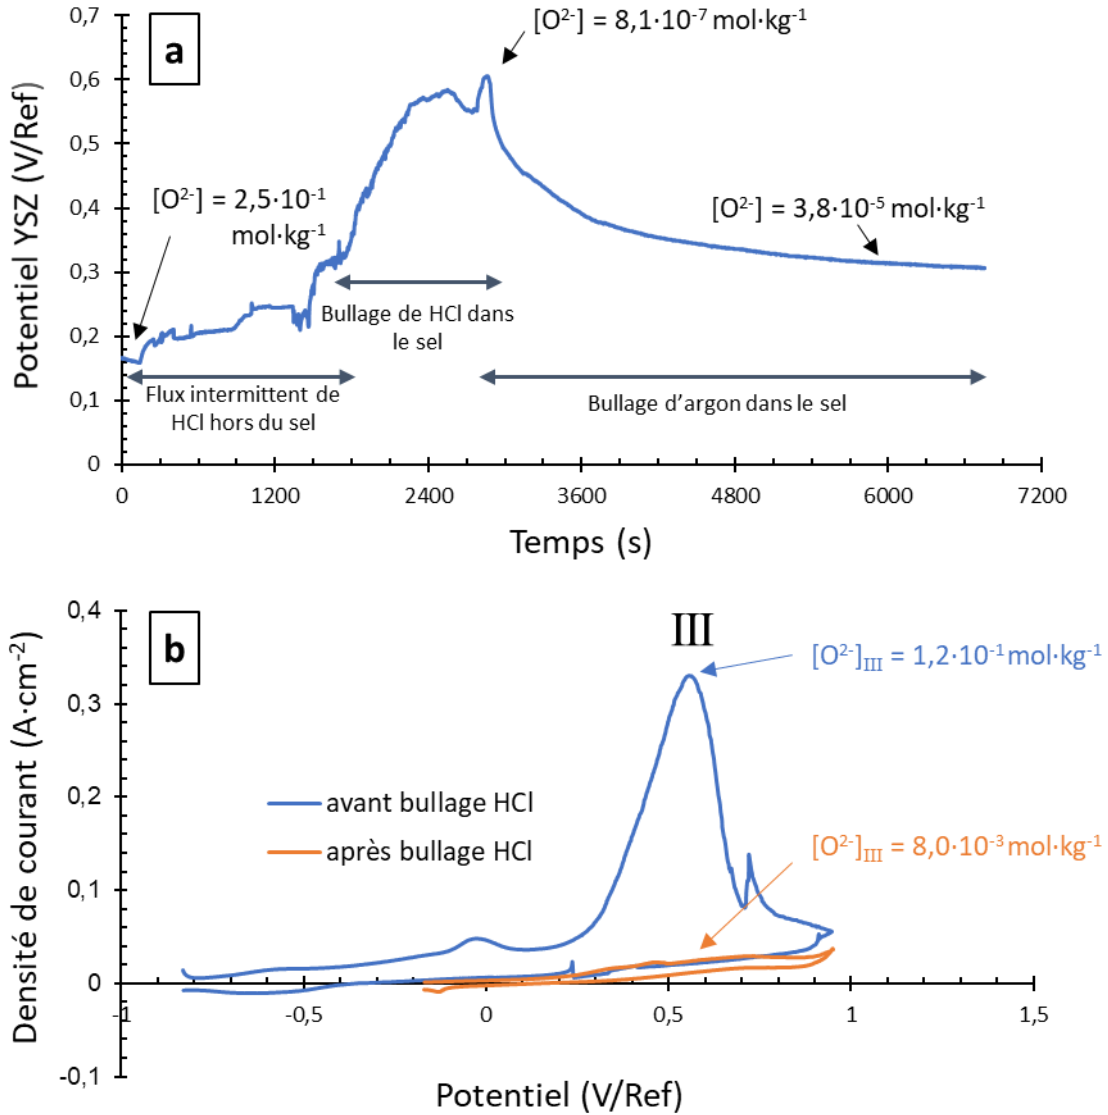 a
Potentiel YSZ (V/Ref)
0,7
0,6
0,5
0,4
0,3
0,2
0,1
0
[O²⁻] = 8,1·10⁻⁷ mol·kg⁻¹
[O²⁻] = 2,5·10⁻¹
mol·kg⁻¹
[O²⁻] = 3,8·10⁻⁵ mol·kg⁻¹
Bullage de HCl dans
le sel
Flux intermittent de
HCl hors du sel
Bullage d’argon dans le sel
0 1200 2400 3600 4800 6000 7200
Temps (s)
b
Densité de courant (A·cm⁻²)
0,4
0,3
0,2
0,1
0
-0,1
III
[O²⁻]III = 1,2·10⁻¹ mol·kg⁻¹
avant bullage HCl
après bullage HCl
[O²⁻]III = 8,0·10⁻³ mol·kg⁻¹
-1 -0,5 0 0,5 1 1,5
Potentiel (V/Ref)